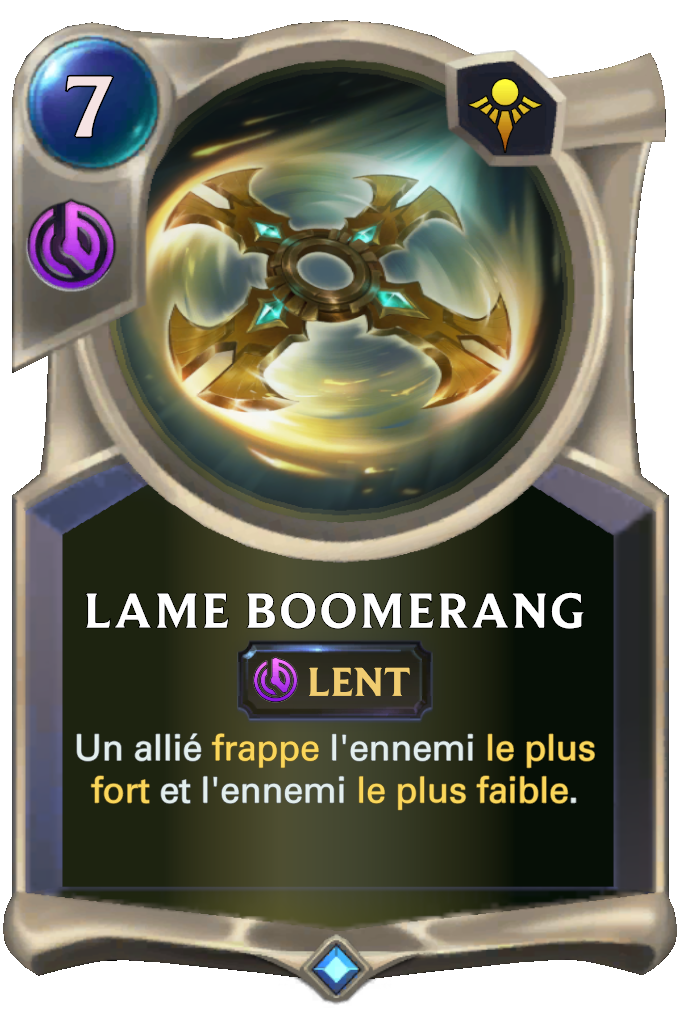 7
LAME BOOMERANG
LENT
Un allié frappe l'ennemi le plus
fort et l'ennemi le plus faible.